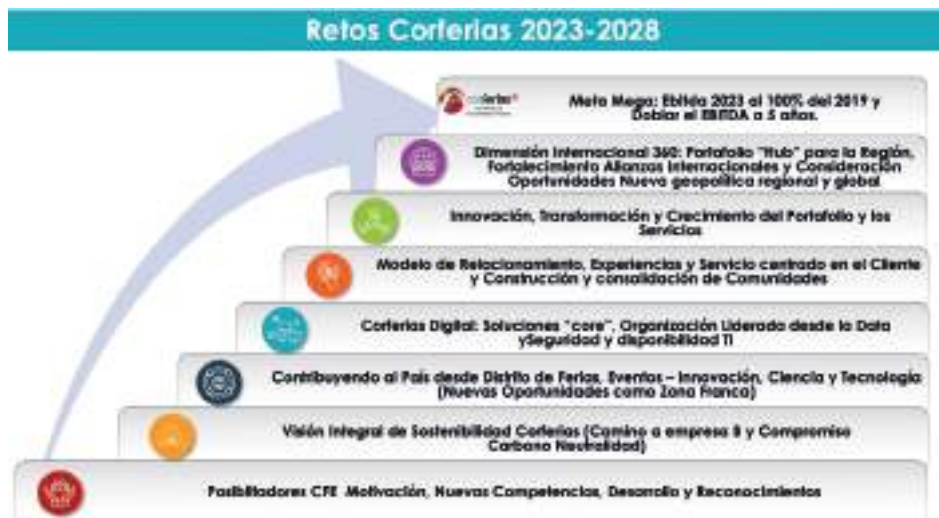 Retos Corferias 2023-2028
corferias
Meta Mega: Ebitda 2023 al 100% del 2019 y
Doblar el EBITDA a 5 años.
Dimensión Internacional 360: Portafolio "Hub" para la Región,
Fortalecimiento Alianzas Internacionales y Consideración
Oportunidades Nueva geopolítica regional y global
Innovación, Transformación y Crecimiento del Portafolio y los
Servicios
Modelo de Relacionamiento, Experiencias y Servicio centrado en el Cliente
y Construcción y consolidación de Comunidades
Corferias Digital: Soluciones "core", Organización Liderada desde la Data
ySeguridad y disponibilidad TI
Contribuyendo al País desde Distrito de Ferias, Eventos – Innovación, Ciencia y Tecnología
(Nuevas Oportunidades como Zona Franca)
Visión Integral de Sostenibilidad Corferias (Camino a empresa B y Compromiso
Carbono Neutralidad)
Posibilitadores CFE Motivación, Nuevas Competencias, Desarrollo y Reconocimientos